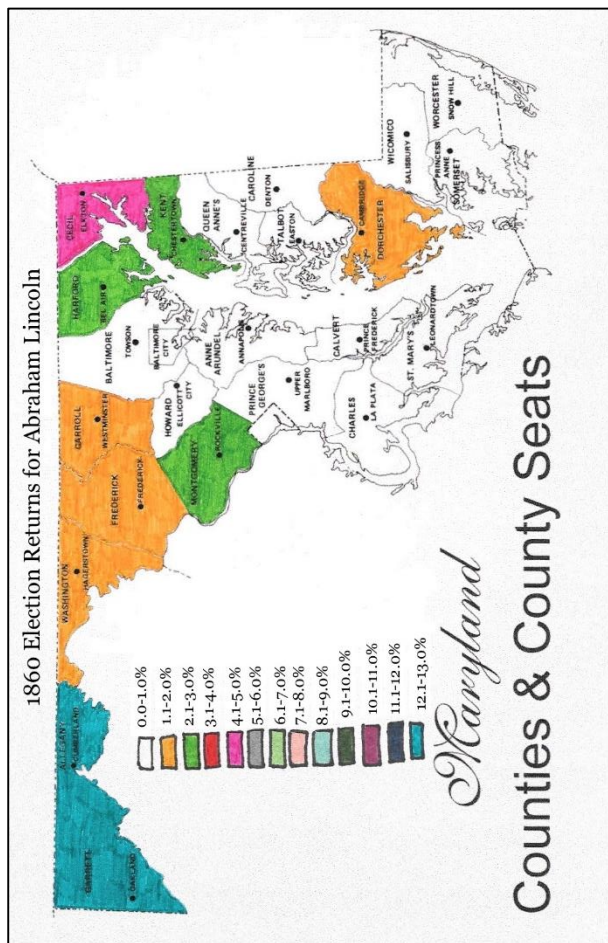 1860 Election Returns for Abraham Lincoln
GARRETT
OAKLAND
ALLEGANY
CUMBERLAND
WASHINGTON
HAGERSTOWN
FREDERICK
FREDERICK
CARROLL
WESTMINSTER
BALTIMORE
TOWSON
BALTIMORE
CITY
HARFORD
BEL AIR
CECIL
ELKTON
KENT
CHESTERTOWN
HOWARD
ELLICOTT
CITY
MONTGOMERY
ROCKVILLE
ANNE
ARUNDEL
ANNAPOLIS
QUEEN
ANNE'S
CENTREVILLE
PRINCE
GEORGE'S
UPPER
MARLBORO
TALBOT
EASTON
CAROLINE
DENTON
CALVERT
PRINCE
FREDERICK
CHARLES
LA PLATA
ST. MARY'S
LEONARDTOWN
DORCHESTER
CAMBRIDGE
WICOMICO
SALISBURY
PRINCESS
ANNE
SOMERSET
WORCESTER
SNOW HILL
0.0-1.0%
1.1-2.0%
2.1-3.0%
3.1-4.0%
4.1-5.0%
5.1-6.0%
6.1-7.0%
7.1-8.0%
8.1-9.0%
9.1-10.0%
10.1-11.0%
11.1-12.0%
12.1-13.0%
Maryland
Counties & County Seats